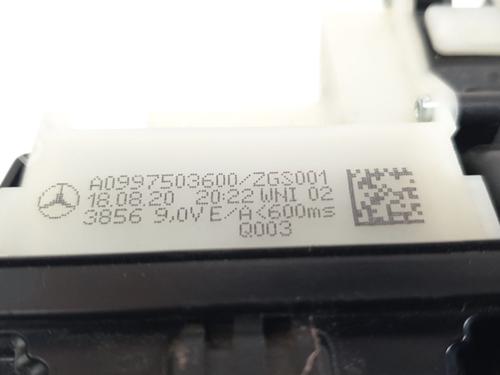 A0997503600/ZGS001
18.08.20 20:22 WNI 02
3856 9,0V E/A<600ms
Q003